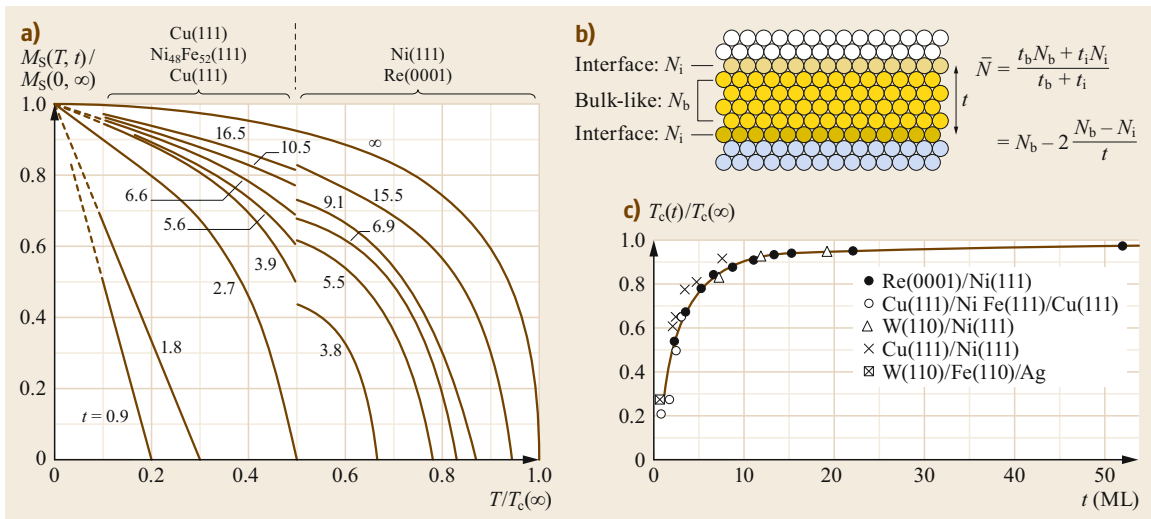 a)
Cu(111)
Ni₄₈Fe₅₂(111)
Cu(111)
Ni(111)
Re(0001)
M_S(T, t)/
M_S(0, ∞)
1.0
0.8
0.6
0.4
0.2
0
16.5
10.5
∞
6.6
5.6
3.9
2.7
1.8
t = 0.9
15.5
9.1
6.9
5.5
3.8
0
0.2
0.4
0.6
0.8
1.0
T/T_c(∞)
b)
Interface: N_i
Bulk-like: N_b
Interface: N_i
t
N̄ = (t_b N_b + t_i N_i)/(t_b + t_i)
= N_b − 2 (N_b − N_i)/t
c) T_c(t)/T_c(∞)
1.0
0.8
0.6
0.4
0.2
0
Re(0001)/Ni(111)
Cu(111)/Ni Fe(111)/Cu(111)
W(110)/Ni(111)
Cu(111)/Ni(111)
W(110)/Fe(110)/Ag
0
10
20
30
40
50
t (ML)